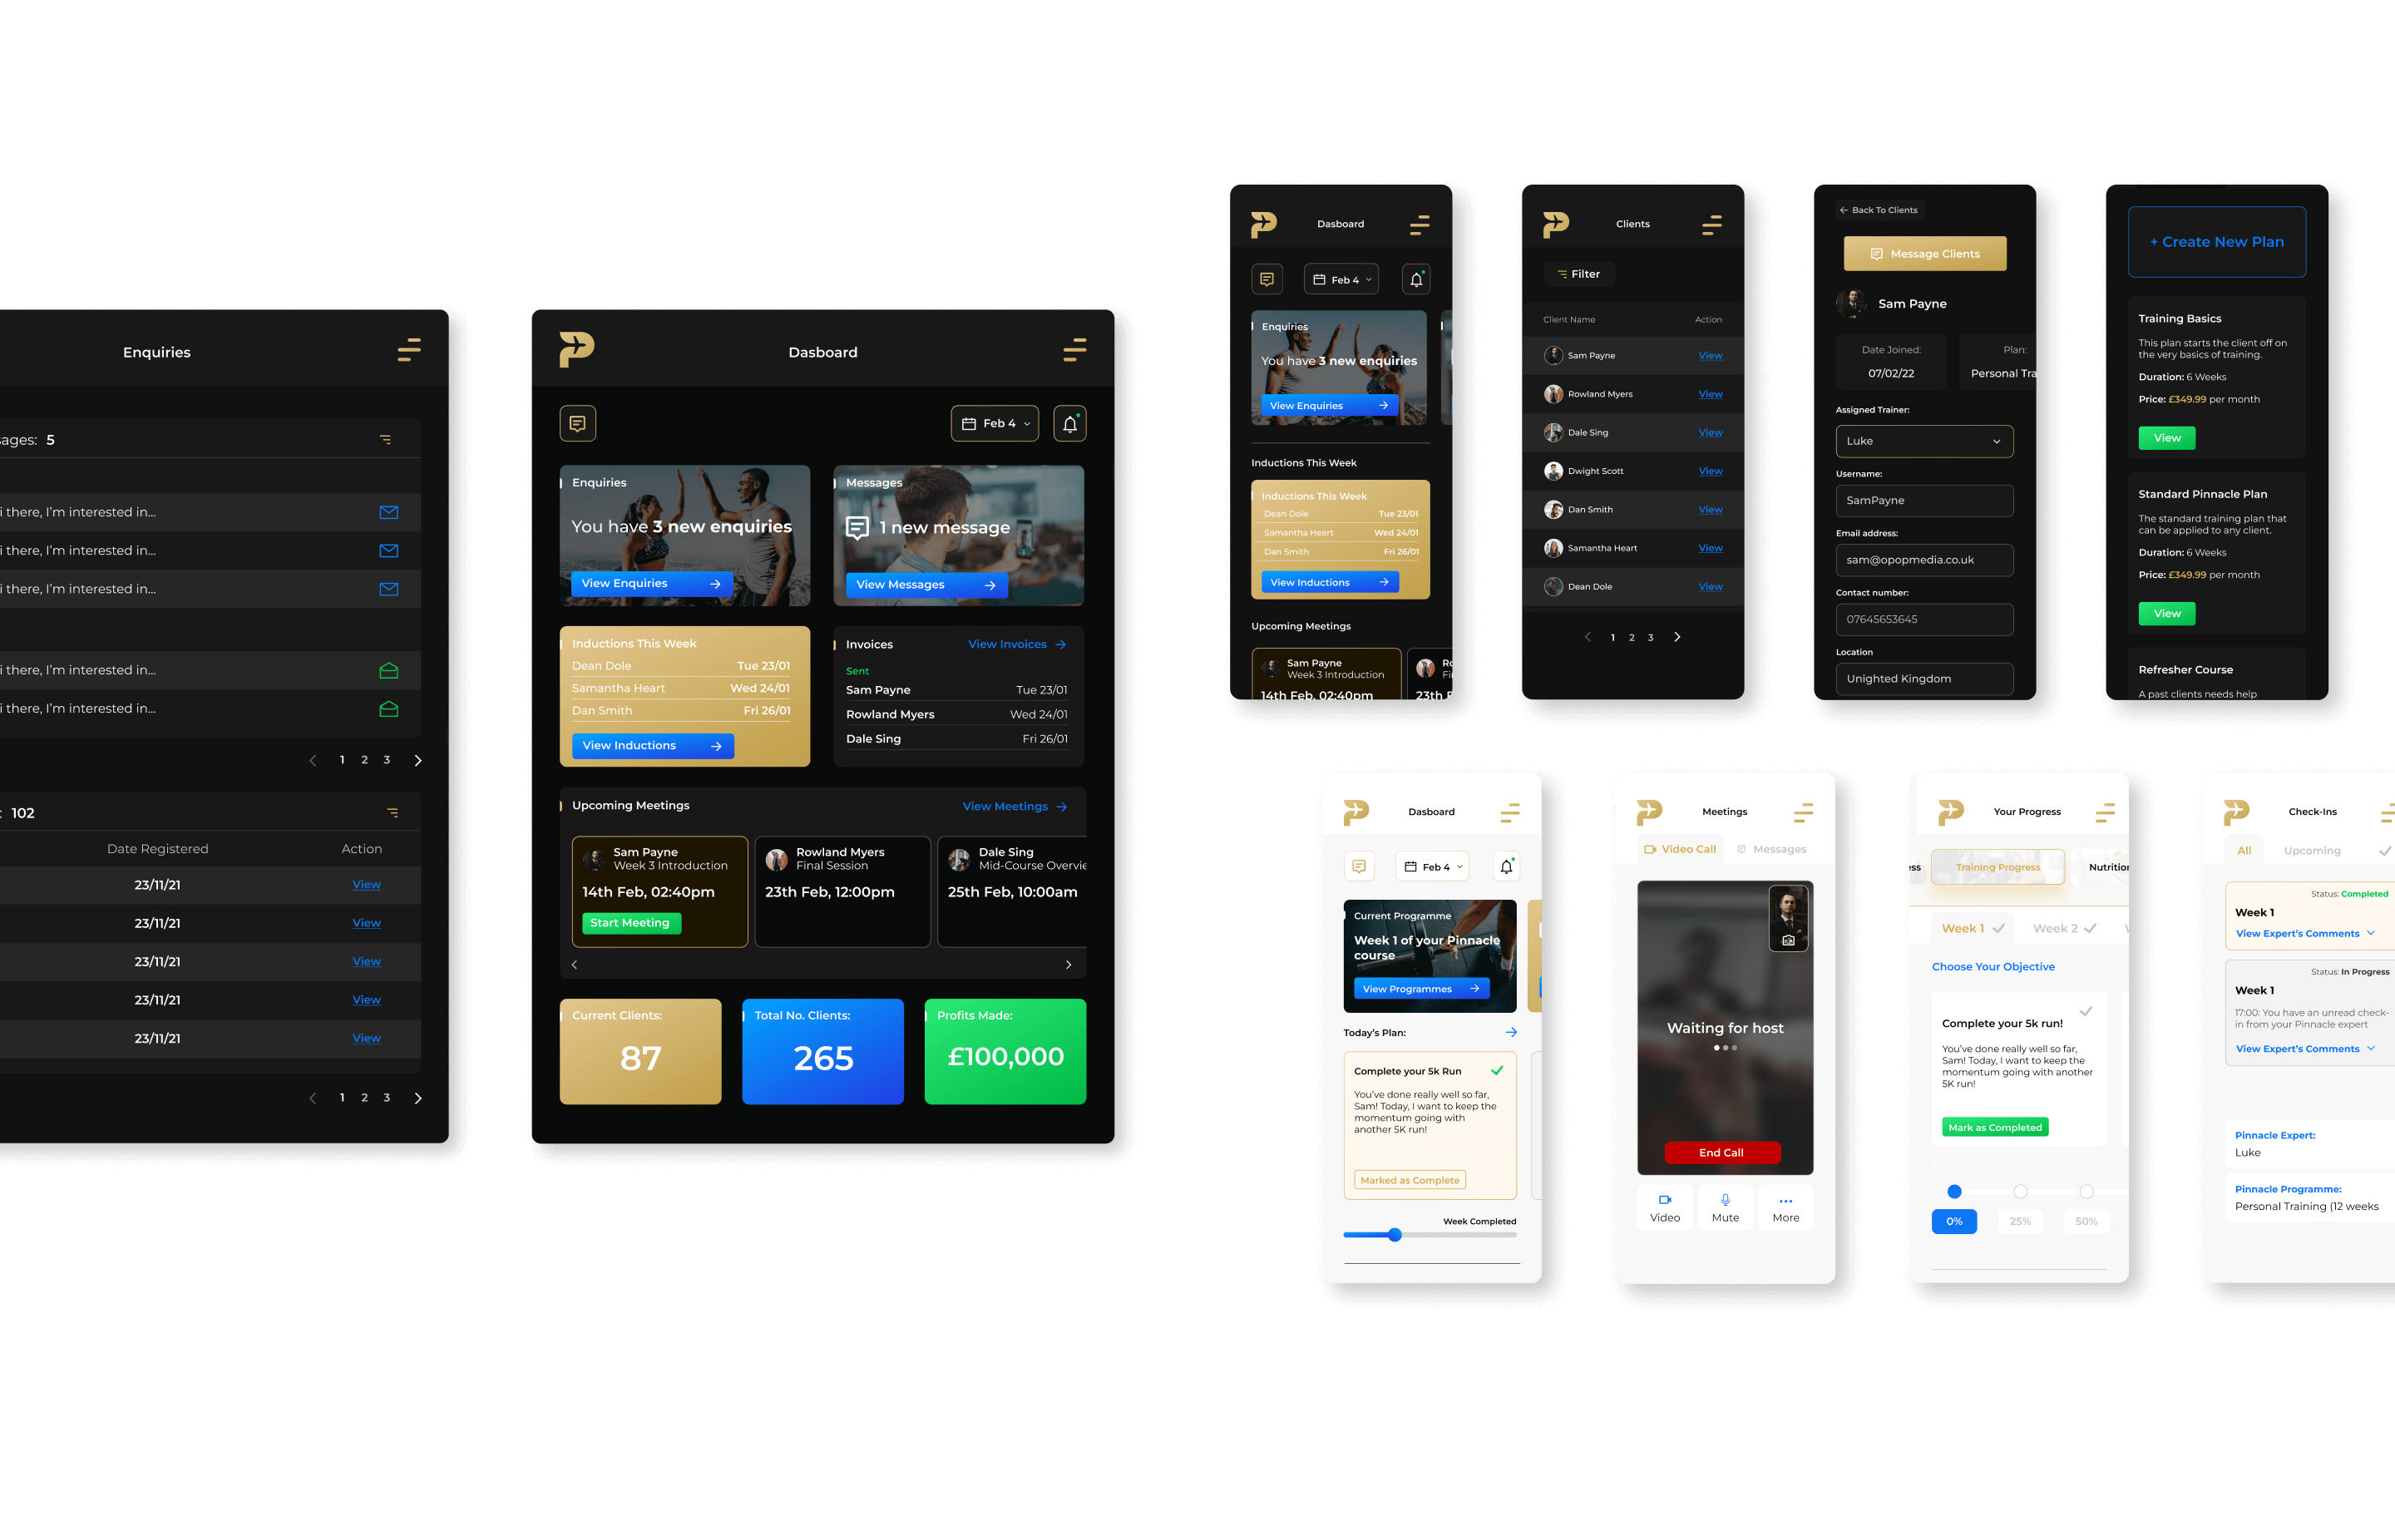 Enquiries
ages: 5
i there, I'm interested in...
i there, I'm interested in...
i there, I'm interested in...
i there, I'm interested in...
i there, I'm interested in...
1 2 3
: 102
Date Registered Action
23/11/21 View
23/11/21 View
23/11/21 View
23/11/21 View
23/11/21 View
1 2 3
Dasboard
Feb 4
Enquiries
You have 3 new enquiries
View Enquiries
Messages
1 new message
View Messages
Inductions This Week
Dean Dole Tue 23/01
Samantha Heart Wed 24/01
Dan Smith Fri 26/01
View Inductions
Invoices View Invoices
Sent
Sam Payne Tue 23/01
Rowland Myers Wed 24/01
Dale Sing Fri 26/01
Upcoming Meetings View Meetings
Sam Payne
Week 3 Introduction
14th Feb, 02:40pm
Start Meeting
Rowland Myers
Final Session
23th Feb, 12:00pm
Dale Sing
Mid-Course Overvie
25th Feb, 10:00am
Current Clients:
87
Total No. Clients:
265
Profits Made:
£100,000
Dasboard
Feb 4
Enquiries
You have 3 new enquiries
View Enquiries
Inductions This Week
Inductions This Week
Dean Dole Tue 23/01
Samantha Heart Wed 24/01
Dan Smith Fri 26/01
View Inductions
Upcoming Meetings
Sam Payne
Week 3 Introduction
14th Feb, 02:40pm
Ro
Fi
23th F
Clients
Filter
Client Name Action
Sam Payne View
Rowland Myers View
Dale Sing View
Dwight Scott View
Dan Smith View
Samantha Heart View
Dean Dole View
1 2 3
Back To Clients
Message Clients
Sam Payne
Date Joined:
07/02/22
Plan:
Personal Tra
Assigned Trainer:
Luke
Username:
SamPayne
Email address:
sam@opopmedia.co.uk
Contact number:
07645653645
Location
Unighted Kingdom
+ Create New Plan
Training Basics
This plan starts the client off on
the very basics of training.
Duration: 6 Weeks
Price: £349.99 per month
View
Standard Pinnacle Plan
The standard training plan that
can be applied to any client.
Duration: 6 Weeks
Price: £349.99 per month
View
Refresher Course
A past clients needs help
Dasboard
Feb 4
Current Programme
Week 1 of your Pinnacle
course
View Programmes
Today's Plan:
Complete your 5k Run
You've done really well so far,
Sam! Today, I want to keep the
momentum going with
another 5K run!
Marked as Complete
Week Completed
Meetings
Video Call Messages
Waiting for host
End Call
Video Mute More
Your Progress
ess Training Progress Nutrition
Week 1 Week 2
Choose Your Objective
Complete your 5k run!
You've done really well so far,
Sam! Today, I want to keep the
momentum going with another
5K run!
Mark as Completed
0% 25% 50%
Check-Ins
All Upcoming
Status: Completed
Week 1
View Expert's Comments
Status: In Progress
Week 1
17:00: You have an unread check-
in from your Pinnacle expert
View Expert's Comments
Pinnacle Expert:
Luke
Pinnacle Programme:
Personal Training (12 weeks